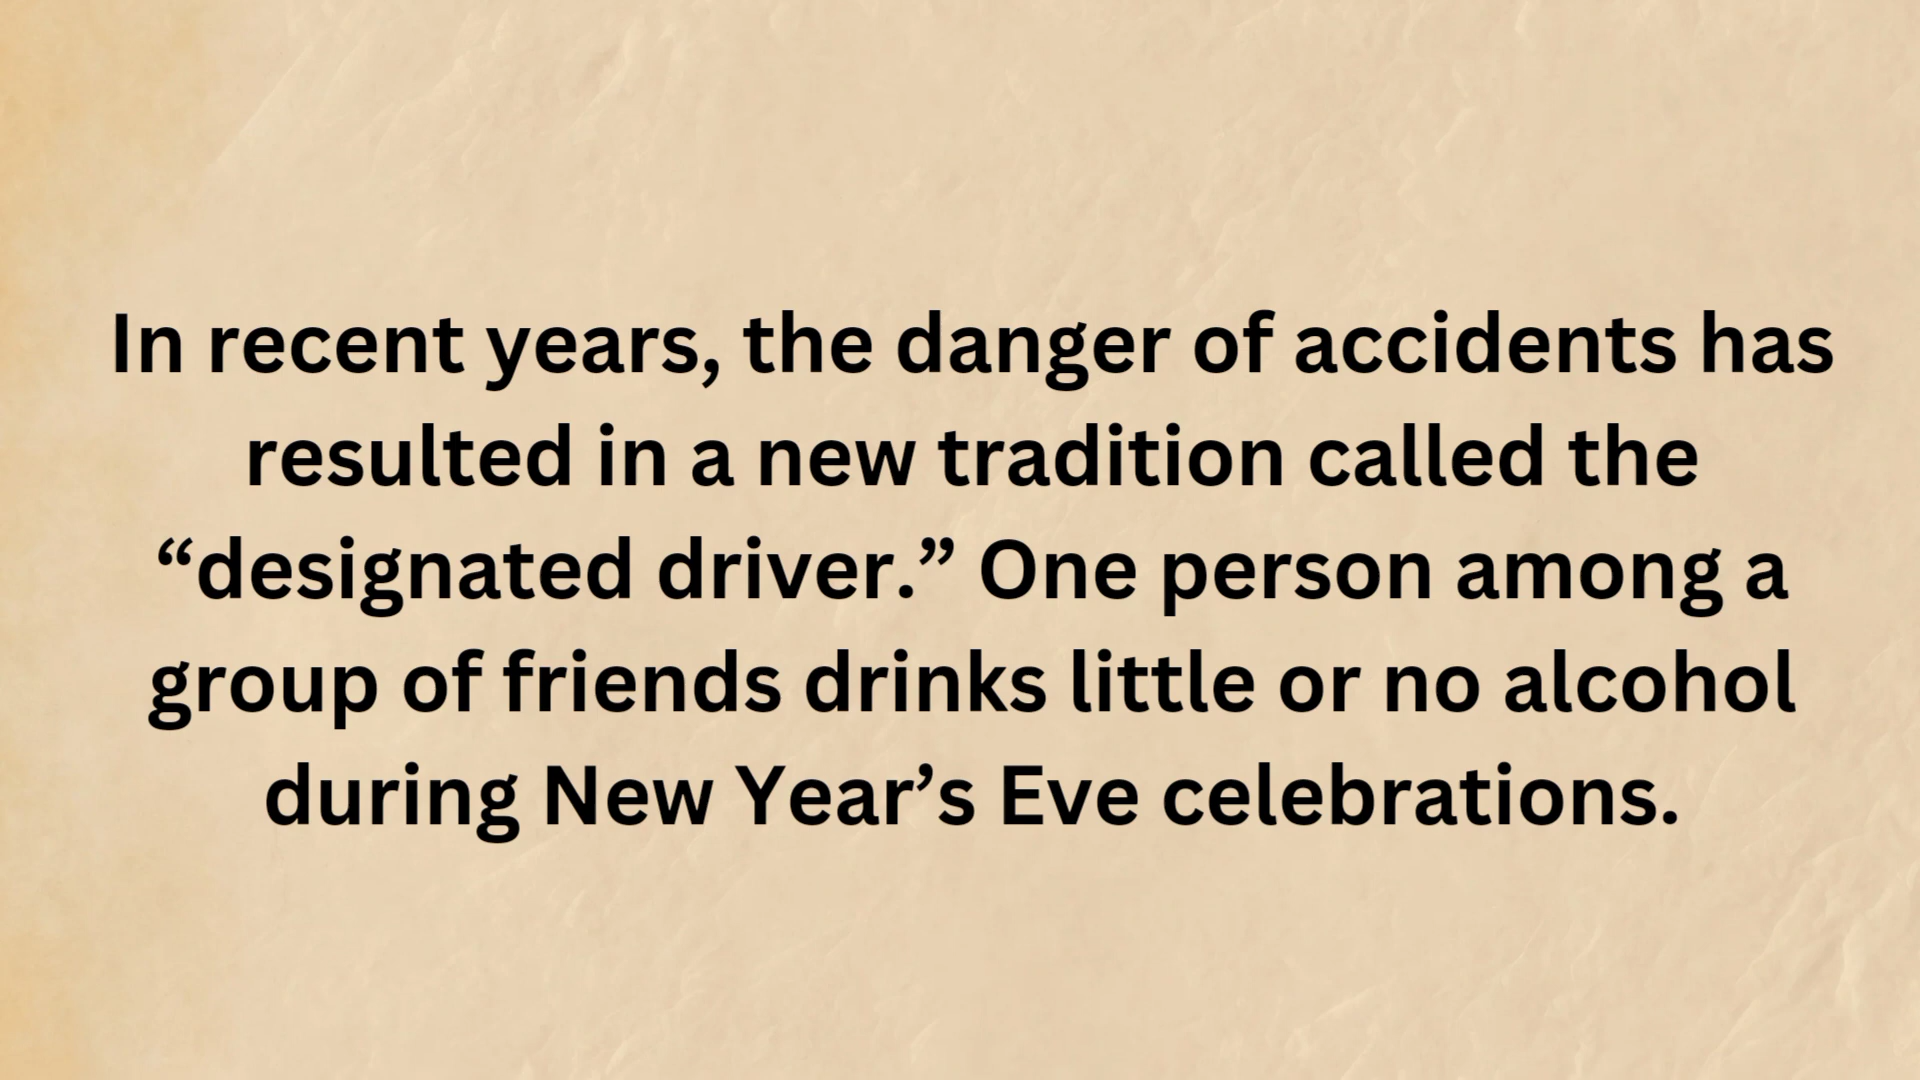 In recent years, the danger of accidents has
resulted in a new tradition called the
“designated driver.” One person among a
group of friends drinks little or no alcohol
during New Year’s Eve celebrations.